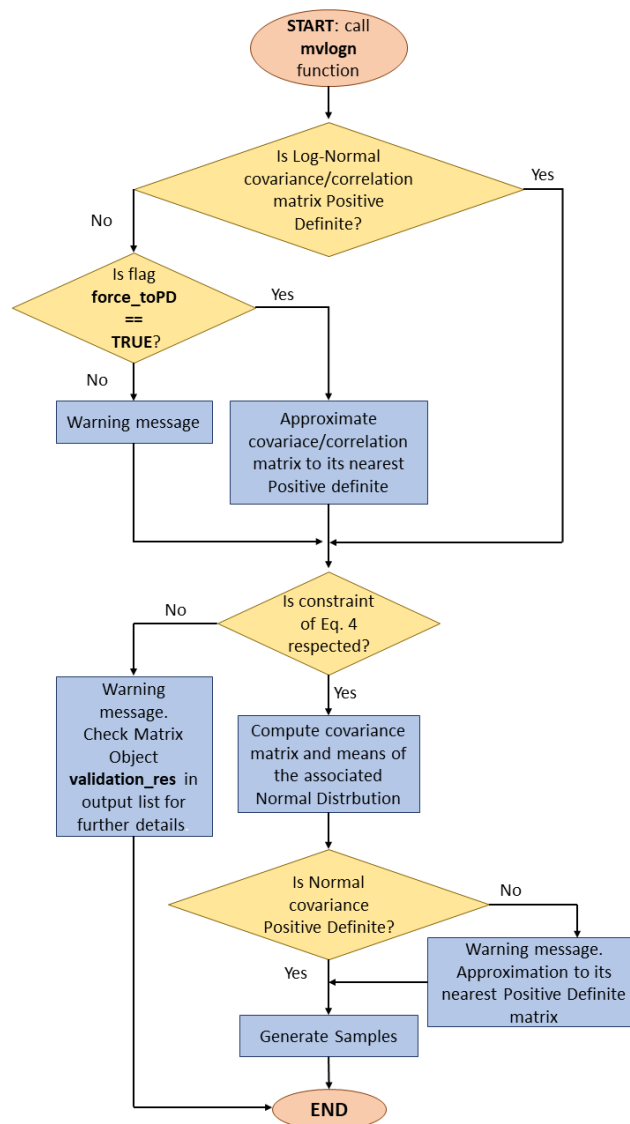 START: call
mvlogn
function
Is Log-Normal
covariance/correlation
matrix Positive
Definite?
Yes
No
Is flag
force_toPD
==
TRUE?
Yes
No
Warning message
Approximate
covariace/correlation
matrix to its nearest
Positive definite
Is constraint
of Eq. 4
respected?
No
Yes
Warning
message.
Check Matrix
Object
validation_res in
output list for
further details.
Compute covariance
matrix and means of
the associated
Normal Distrbution
Is Normal
covariance
Positive Definite?
No
Yes
Warning message.
Approximation to its
nearest Positive Definite
matrix
Generate Samples
END